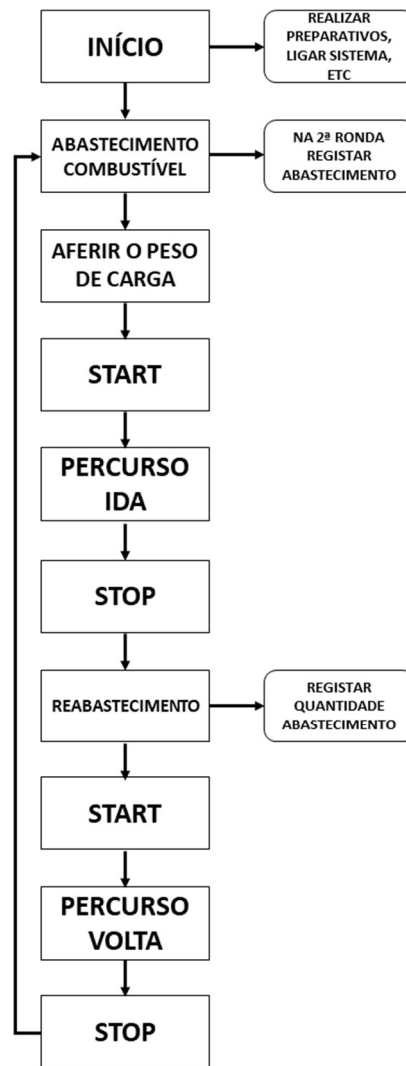 INÍCIO
REALIZAR
PREPARATIVOS,
LIGAR SISTEMA,
ETC
ABASTECIMENTO
COMBUSTÍVEL
NA 2ª RONDA
REGISTAR
ABASTECIMENTO
AFERIR O PESO
DE CARGA
START
PERCURSO
IDA
STOP
REABASTECIMENTO
REGISTAR
QUANTIDADE
ABASTECIMENTO
START
PERCURSO
VOLTA
STOP